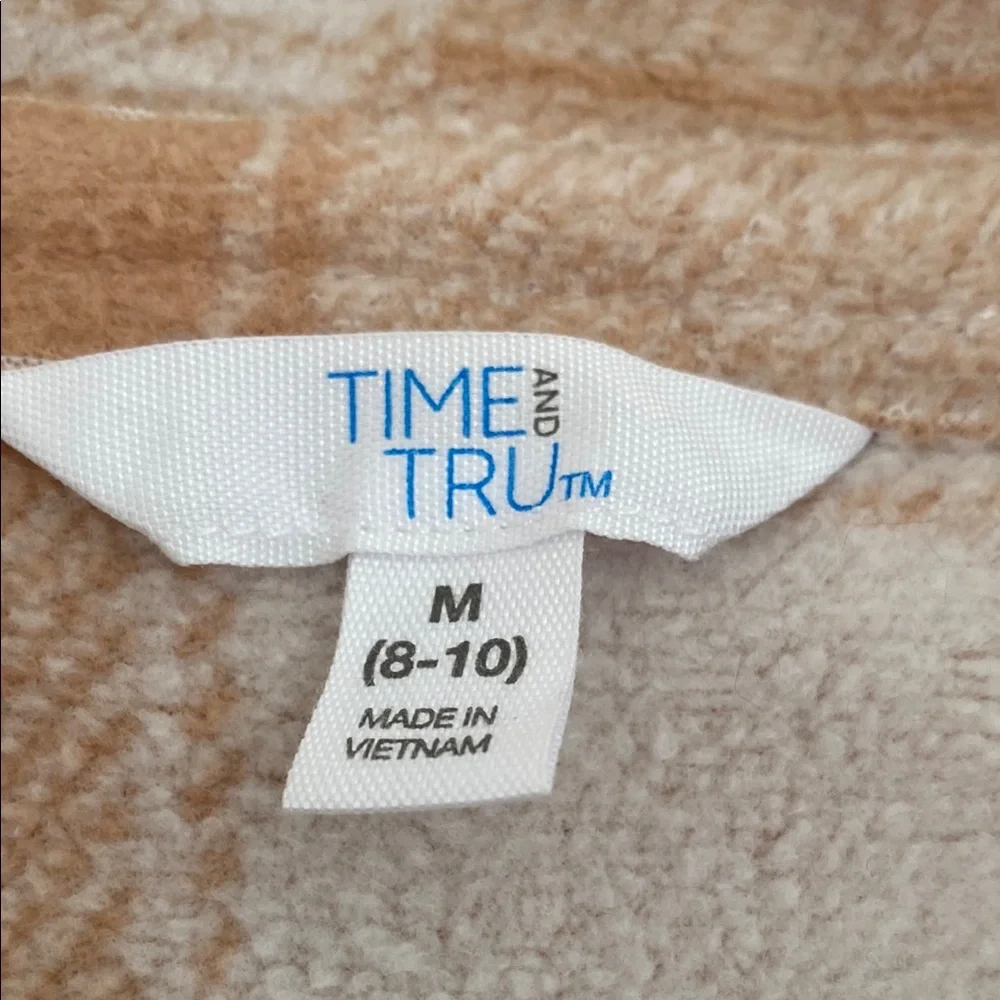 TIME AND
TRU™
M
(8-10)
MADE IN
VIETNAM